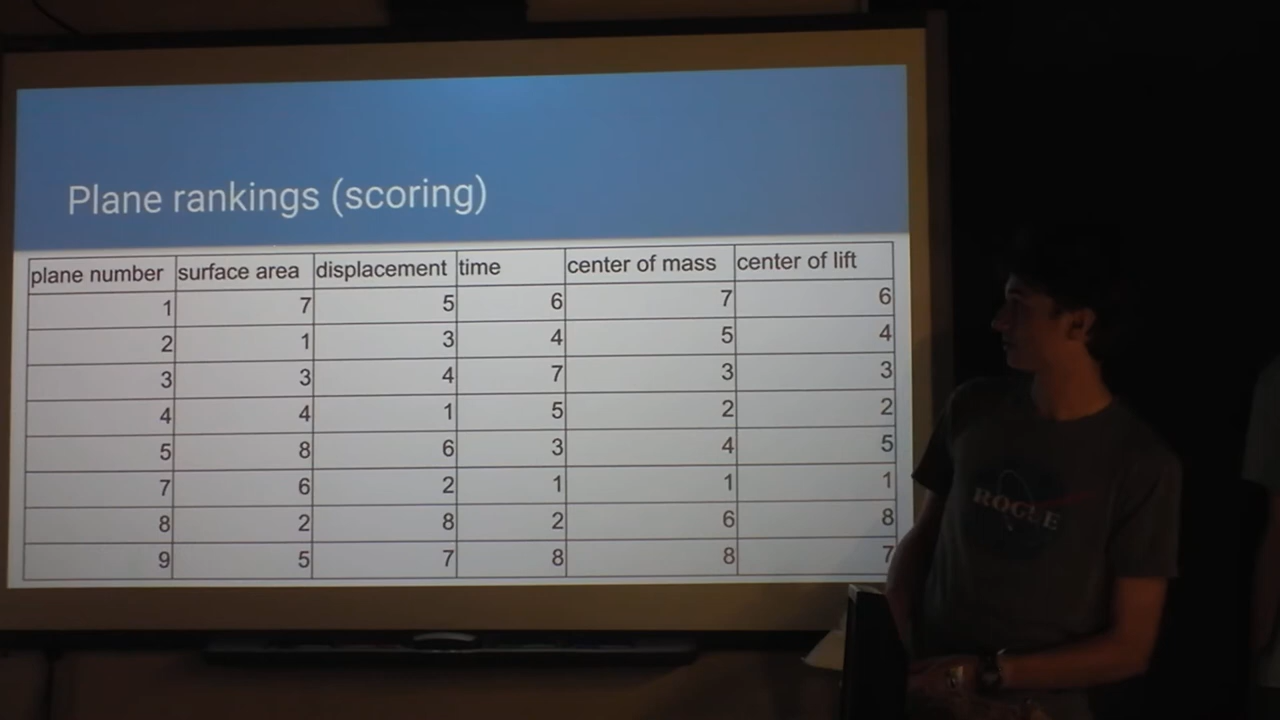 Plane rankings (scoring)
plane number surface area displacement time center of mass center of lift
1 7 5 6 7 6
2 1 3 4 5 4
3 3 4 7 3 3
4 4 1 5 2 2
5 8 6 3 4 5
7 6 2 1 1 1
8 2 8 2 6 8
9 5 7 8 8 7
ROGUE